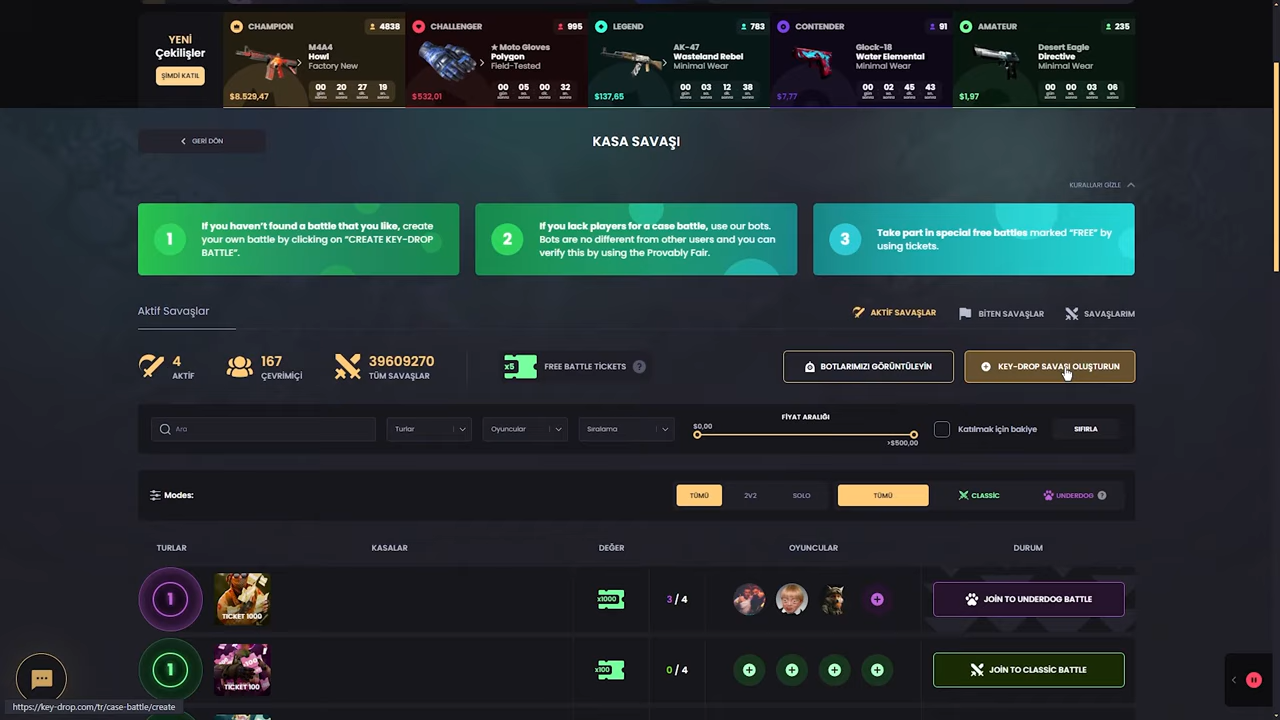 YENİ
Çekilişler
ŞİMDİ KATIL
CHAMPION
4838
M4A4
Howl
Factory New
$8.529,47
00 20 27 19
CHALLENGER
995
★ Moto Gloves
Polygon
Field-Tested
$532,01
00 05 00 32
LEGEND
783
AK-47
Wasteland Rebel
Minimal Wear
$137,65
00 03 12 38
CONTENDER
91
Glock-18
Water Elemental
Minimal Wear
$7,77
00 02 45 43
AMATEUR
235
Desert Eagle
Directive
Minimal Wear
$1,97
00 00 03 06
GERİ DÖN
KASA SAVAŞI
KURALLARI GİZLE
1
If you haven't found a battle that you like, create
your own battle by clicking on "CREATE KEY-DROP
BATTLE".
2
If you lack players for a case battle, use our bots.
Bots are no different from other users and you can
verify this by using the Provably Fair.
3
Take part in special free battles marked "FREE" by
using tickets.
Aktif Savaşlar
AKTİF SAVAŞLAR
BİTEN SAVAŞLAR
SAVAŞLARIM
4
AKTİF
167
ÇEVRİMİÇİ
39609270
TÜM SAVAŞLAR
x5
FREE BATTLE TICKETS ?
BOTLARIMIZI GÖRÜNTÜLEYİN
KEY-DROP SAVAŞI OLUŞTURUN
Ara
Turlar
Oyuncular
Sıralama
FİYAT ARALIĞI
$0,00
>$500,00
Katılmak için bakiye
SIFIRLA
Modes:
TÜMÜ
2V2
SOLO
TÜMÜ
CLASSIC
UNDERDOG ?
TURLAR
KASALAR
DEĞER
OYUNCULAR
DURUM
1
TICKET 1000
x1000
3 / 4
JOİN TO UNDERDOG BATTLE
1
TICKET 100
x100
0 / 4
JOİN TO CLASSIC BATTLE
https://key-drop.com/tr/case-battle/create